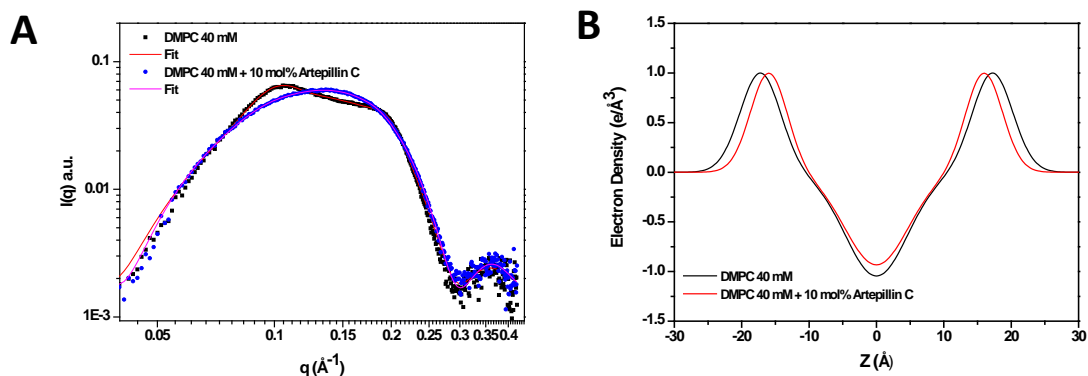 A
DMPC 40 mM
Fit
DMPC 40 mM + 10 mol% Artepillin C
Fit
0.1
0.01
1E-3
I(q) a.u.
0.05
0.1
0.15
0.2
0.25
0.3
0.35
0.4
q (Å⁻¹)
B
1.5
1.0
0.5
0.0
-0.5
-1.0
-1.5
Electron Density (e/Å³)
DMPC 40 mM
DMPC 40 mM + 10 mol% Artepillin C
-30
-20
-10
0
10
20
30
Z (Å)